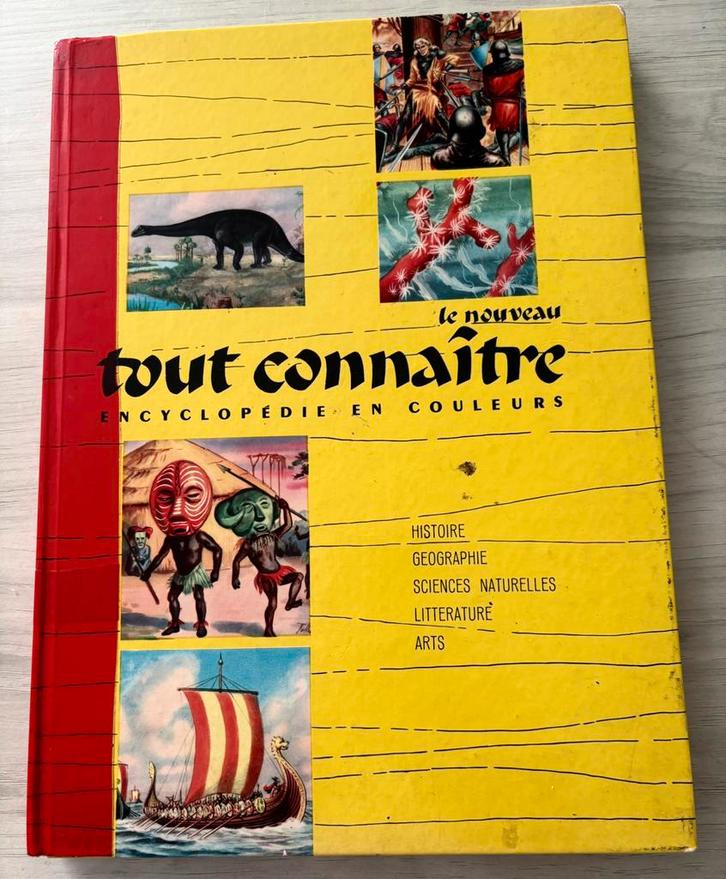 le nouveau
tout connaître
ENCYCLOPÉDIE EN COULEURS
HISTOIRE
GEOGRAPHIE
SCIENCES NATURELLES
LITTERATURE
ARTS